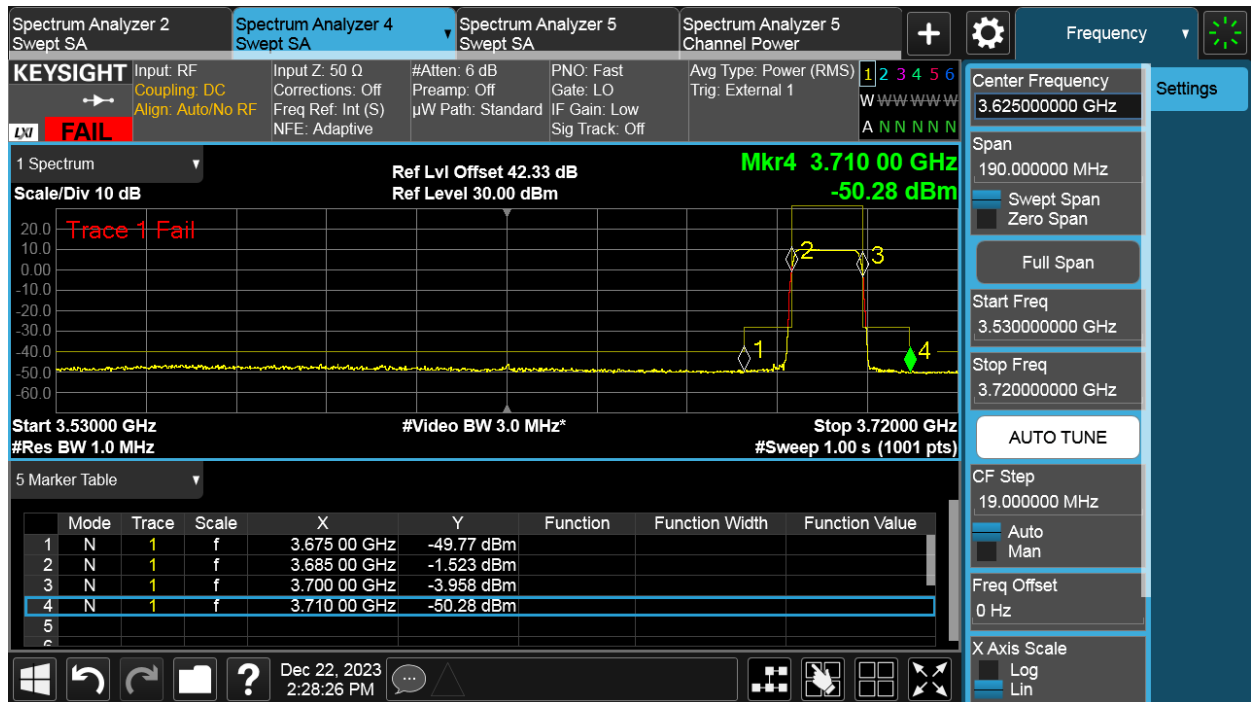 Spectrum Analyzer 2
Swept SA
Spectrum Analyzer 4
Swept SA
Spectrum Analyzer 5
Swept SA
Spectrum Analyzer 5
Channel Power
+
Frequency
KEYSIGHT
LXI
FAIL
Input: RF
Coupling: DC
Align: Auto/No RF
Input Z: 50 Ω
Corrections: Off
Freq Ref: Int (S)
NFE: Adaptive
#Atten: 6 dB
Preamp: Off
µW Path: Standard
PNO: Fast
Gate: LO
IF Gain: Low
Sig Track: Off
Avg Type: Power (RMS)
Trig: External 1
1 2 3 4 5 6
W W W W W W
A N N N N N
1 Spectrum
Scale/Div 10 dB
Ref Lvl Offset 42.33 dB
Ref Level 30.00 dBm
Mkr4 3.710 00 GHz
-50.28 dBm
Trace 1 Fail
20.0
10.0
0.00
-10.0
-20.0
-30.0
-40.0
-50.0
-60.0
1
2
3
4
Start 3.53000 GHz
#Res BW 1.0 MHz
#Video BW 3.0 MHz*
Stop 3.72000 GHz
#Sweep 1.00 s (1001 pts)
5 Marker Table
Mode Trace Scale X Y Function Function Width Function Value
1 N 1 f 3.675 00 GHz -49.77 dBm
2 N 1 f 3.685 00 GHz -1.523 dBm
3 N 1 f 3.700 00 GHz -3.958 dBm
4 N 1 f 3.710 00 GHz -50.28 dBm
5
6
?
Dec 22, 2023
2:28:26 PM
Center Frequency
3.625000000 GHz
Span
190.000000 MHz
Swept Span
Zero Span
Full Span
Start Freq
3.530000000 GHz
Stop Freq
3.720000000 GHz
AUTO TUNE
CF Step
19.000000 MHz
Auto
Man
Freq Offset
0 Hz
X Axis Scale
Log
Lin
Settings